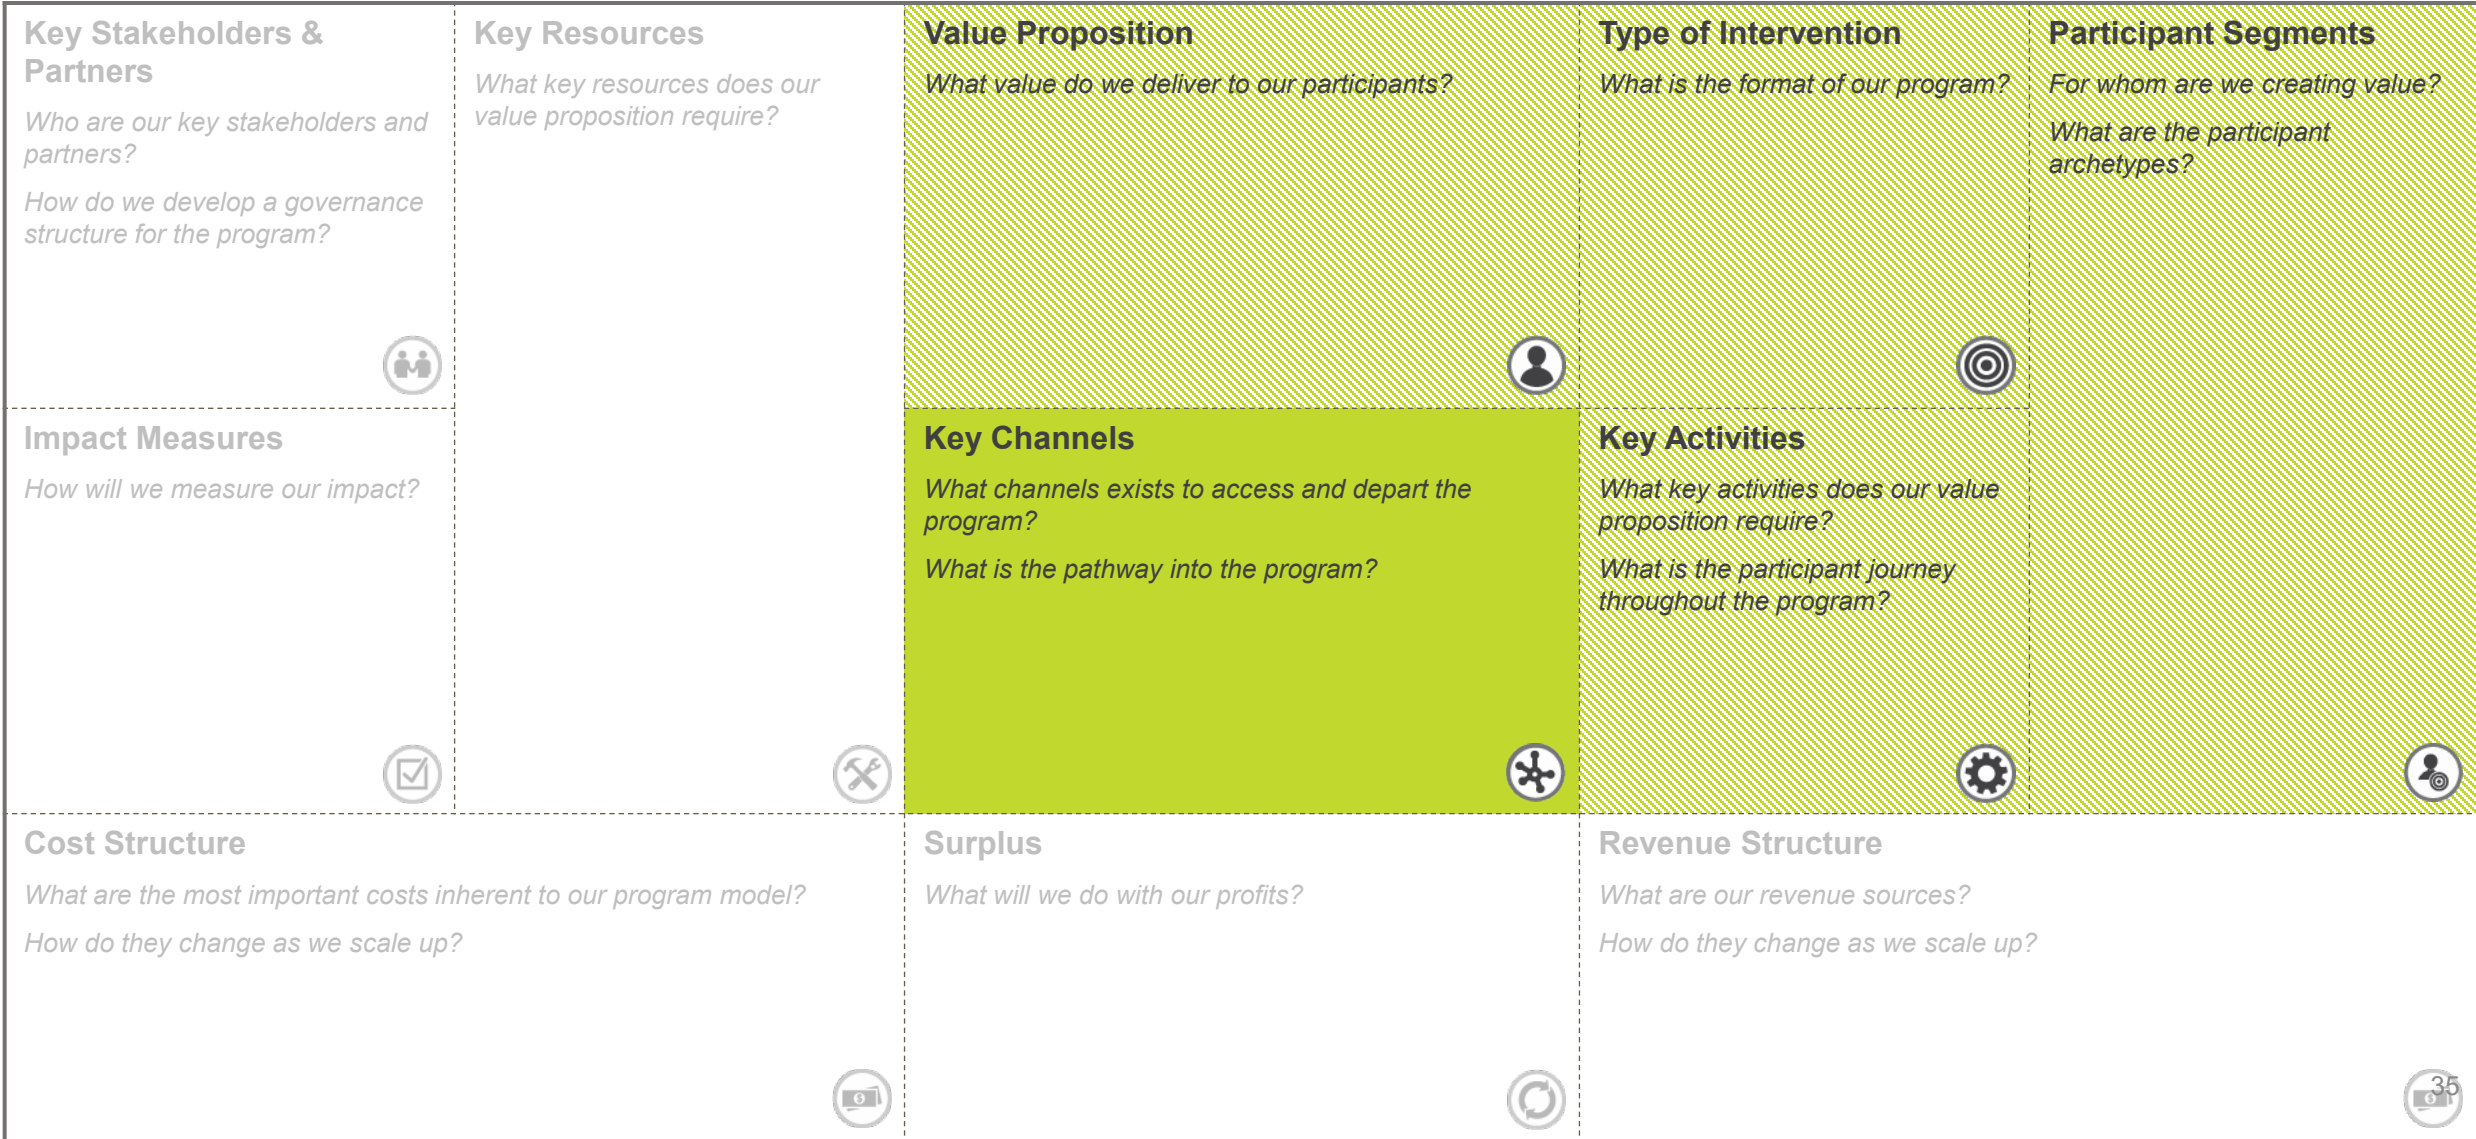 Key Stakeholders &
Partners
Who are our key stakeholders and
partners?
How do we develop a governance
structure for the program?
Key Resources
What key resources does our
value proposition require?
Value Proposition
What value do we deliver to our participants?
Type of Intervention
What is the format of our program?
Participant Segments
For whom are we creating value?
What are the participant
archetypes?
Impact Measures
How will we measure our impact?
Key Channels
What channels exists to access and depart the
program?
What is the pathway into the program?
Key Activities
What key activities does our value
proposition require?
What is the participant journey
throughout the program?
Cost Structure
What are the most important costs inherent to our program model?
How do they change as we scale up?
Surplus
What will we do with our profits?
Revenue Structure
What are our revenue sources?
How do they change as we scale up?
35